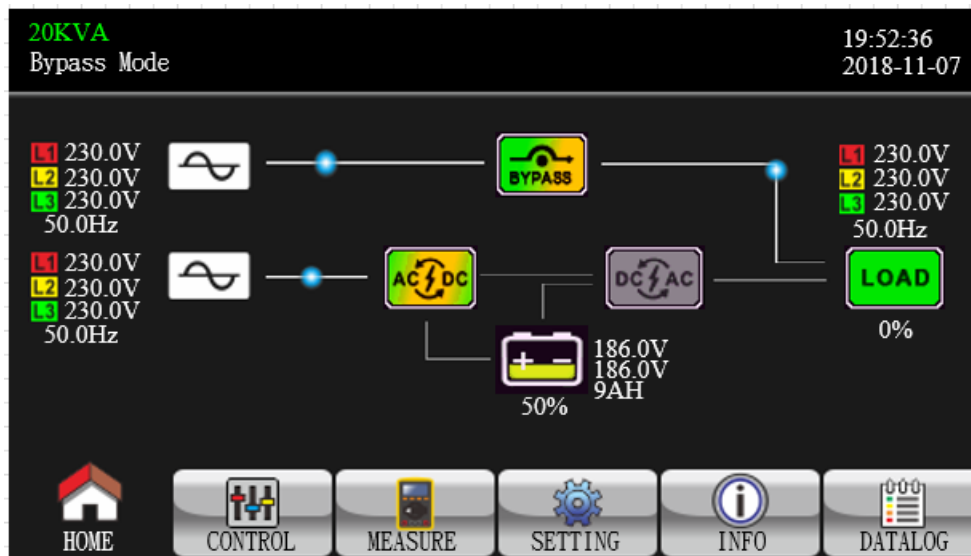 20KVA
Bypass Mode
19:52:36
2018-11-07
L1 230.0V
L2 230.0V
L3 230.0V
50.0Hz
BYPASS
L1 230.0V
L2 230.0V
L3 230.0V
50.0Hz
L1 230.0V
L2 230.0V
L3 230.0V
50.0Hz
AC DC
DC AC
LOAD
0%
186.0V
186.0V
9AH
50%
HOME
CONTROL
MEASURE
SETTING
INFO
DATALOG